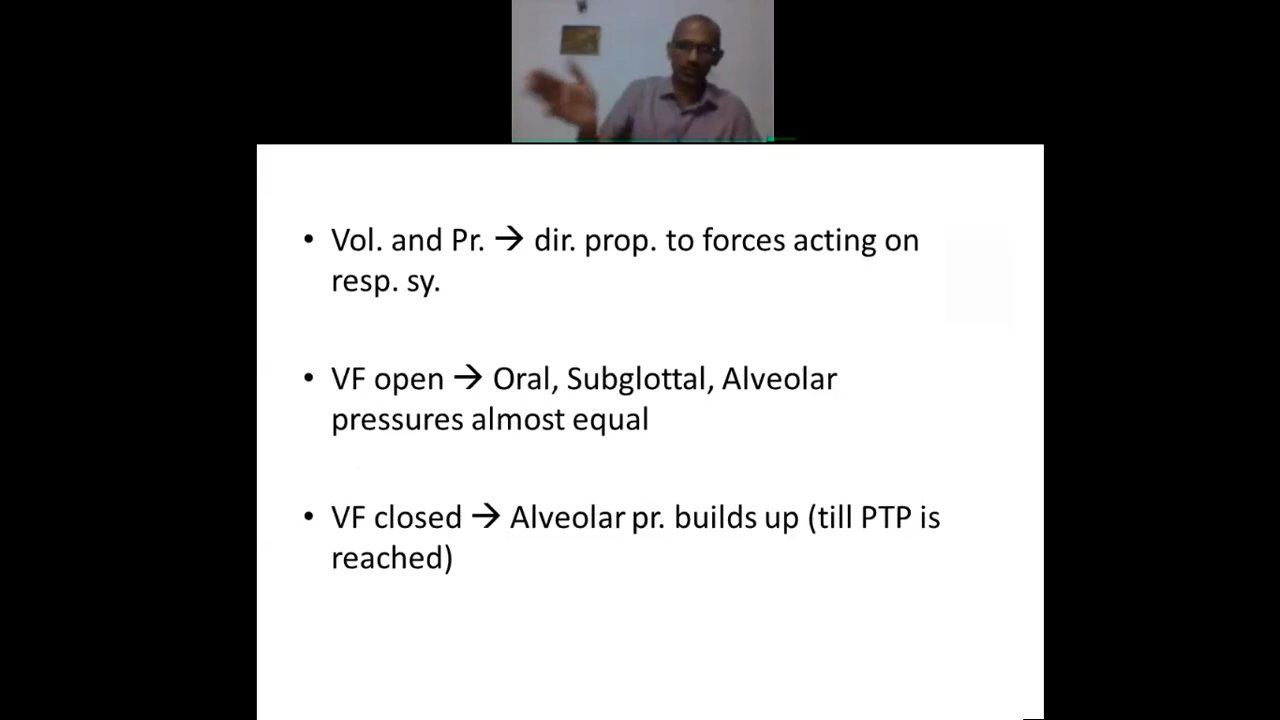 • Vol. and Pr. → dir. prop. to forces acting on
resp. sy.
• VF open → Oral, Subglottal, Alveolar
pressures almost equal
• VF closed → Alveolar pr. builds up (till PTP is
reached)